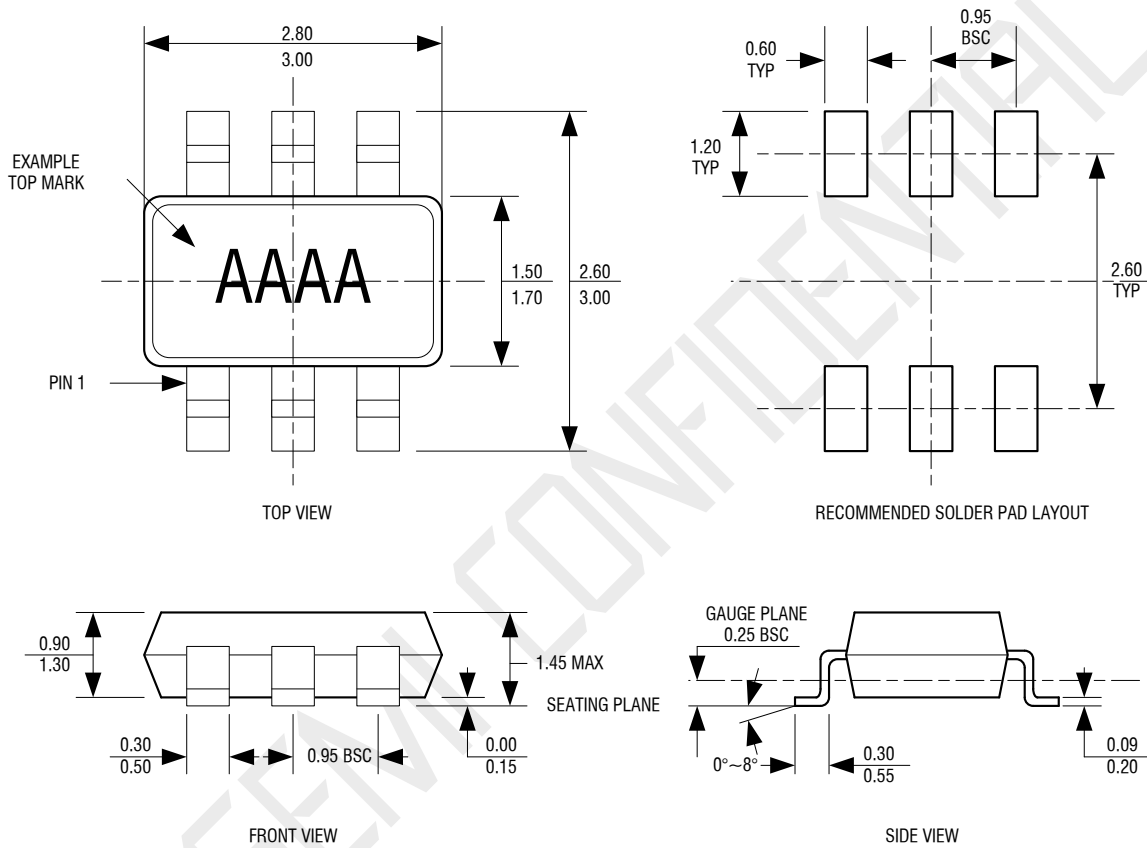 2.80
3.00
EXAMPLE
TOP MARK
AAAA
1.50
1.70
2.60
3.00
PIN 1
TOP VIEW
0.60
TYP
0.95
BSC
1.20
TYP
2.60
TYP
RECOMMENDED SOLDER PAD LAYOUT
0.90
1.30
1.45 MAX
SEATING PLANE
0.30
0.50
0.95 BSC
0.00
0.15
FRONT VIEW
GAUGE PLANE
0.25 BSC
0°~8°
0.30
0.55
0.09
0.20
SIDE VIEW
EMI CONFIDENTIAL